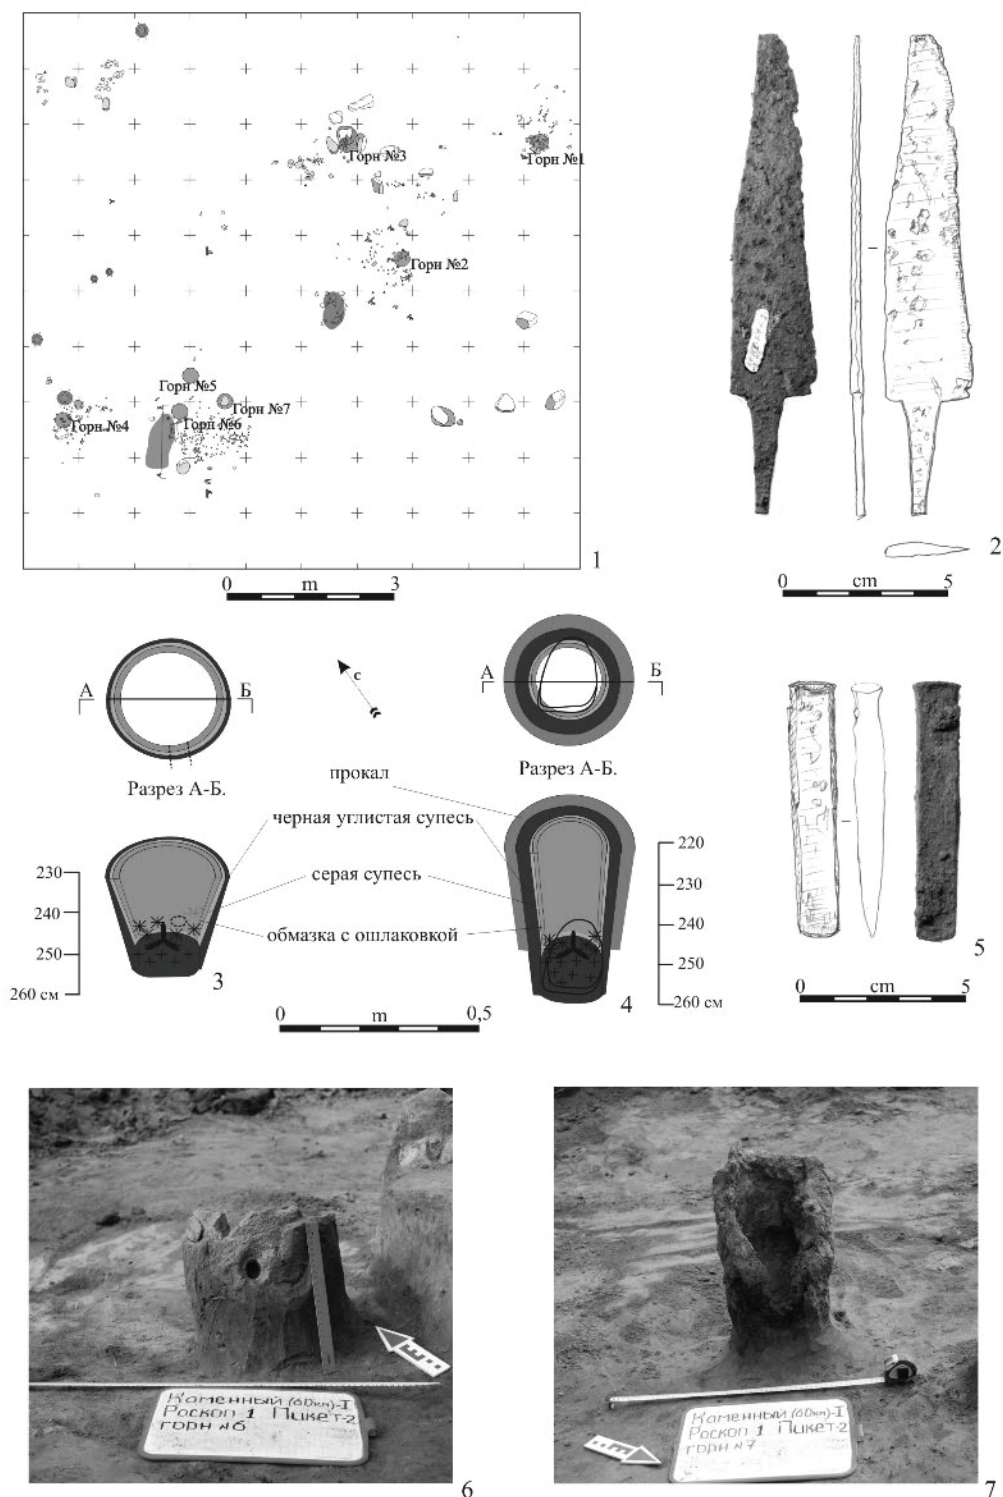 Горн №3
Горн №1
Горн №2
Горн №5
Горн №7
Горн №4
Горн №6
1
0 m 3
2
0 cm 5
А Б
Разрез А-Б.
с
А Б
Разрез А-Б.
прокал
черная углистая супесь
серая супесь
обмазка с ошлаковкой
230
240
250
260 см
3
220
230
240
250
260 см
4
0 m 0,5
5
0 cm 5
Каменный (60км)-I
Раскоп 1 Пикет-2
горн №6
6
Каменный (60км)-I
Раскоп 1 Пикет-2
горн №7
7